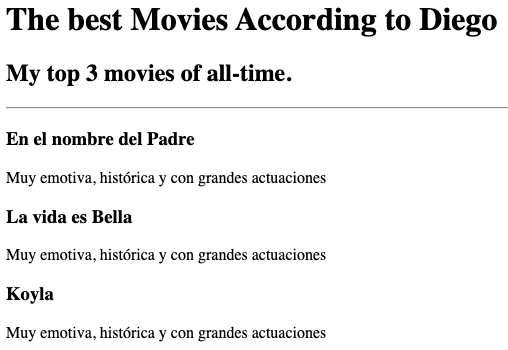 The best Movies According to Diego
My top 3 movies of all-time.
En el nombre del Padre
Muy emotiva, histórica y con grandes actuaciones
La vida es Bella
Muy emotiva, histórica y con grandes actuaciones
Koyla
Muy emotiva, histórica y con grandes actuaciones